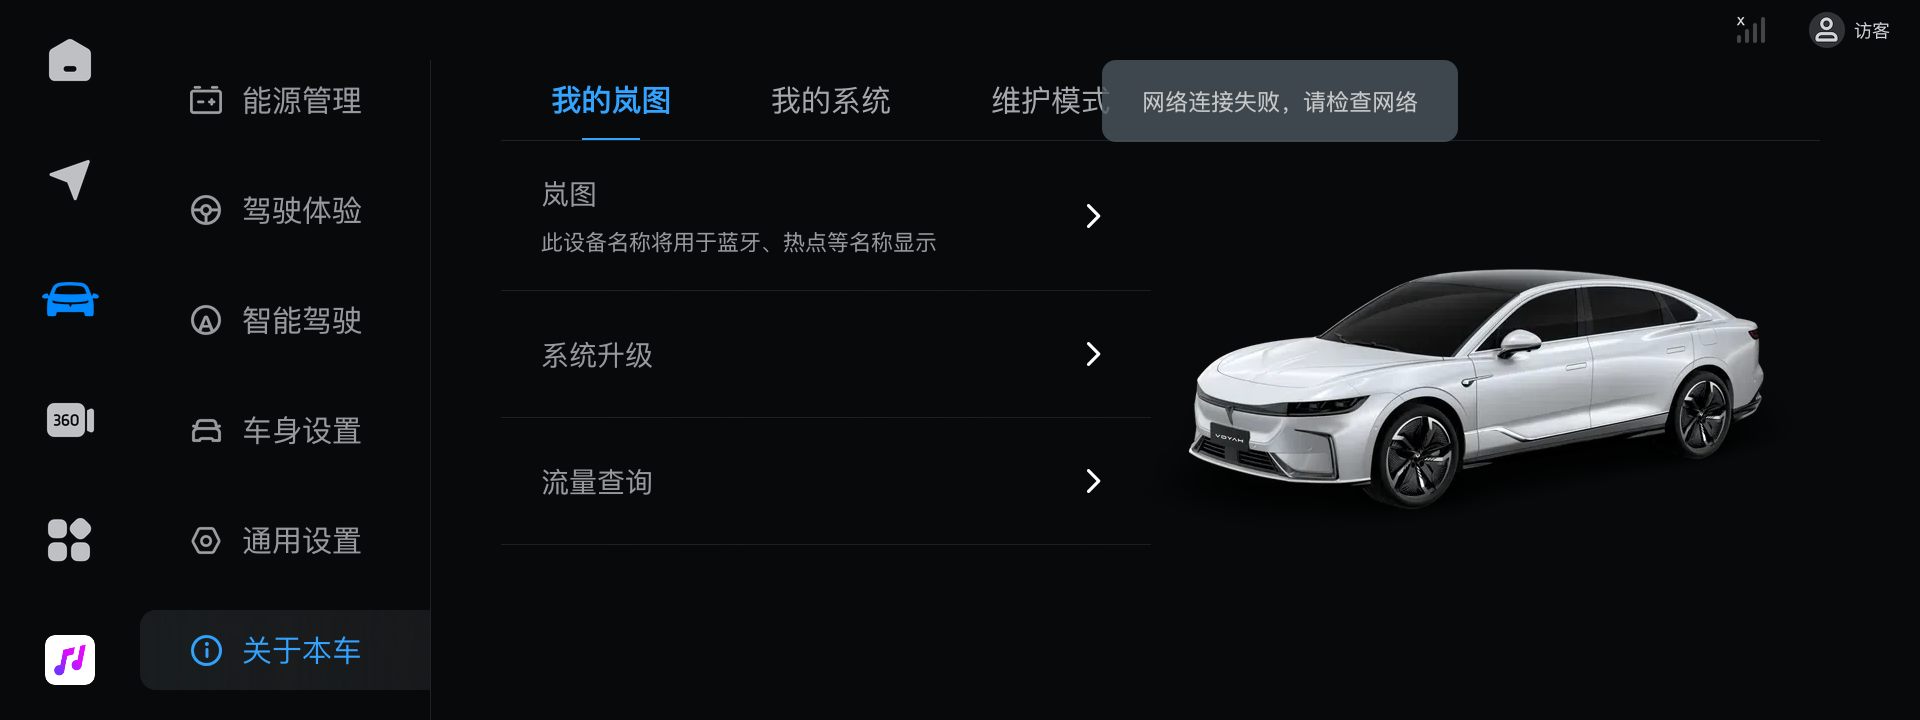 x
访客
能源管理
驾驶体验
智能驾驶
车身设置
通用设置
关于本车
360
我的岚图
我的系统
维护模式
网络连接失败，请检查网络
岚图
此设备名称将用于蓝牙、热点等名称显示
系统升级
流量查询
VOYAH